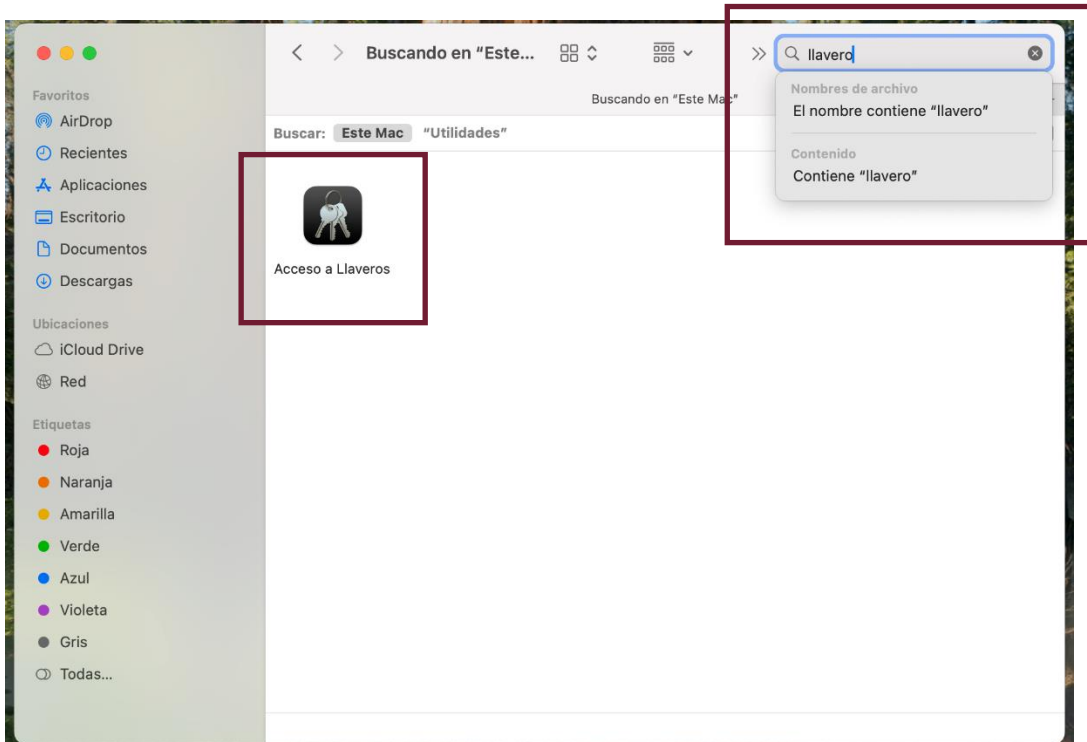 Buscando en “Este...
llavero
Favoritos
AirDrop
Recientes
Aplicaciones
Escritorio
Documentos
Descargas
Ubicaciones
iCloud Drive
Red
Etiquetas
Roja
Naranja
Amarilla
Verde
Azul
Violeta
Gris
Todas...
Buscando en “Este Mac”
Buscar: Este Mac “Utilidades”
Acceso a Llaveros
Nombres de archivo
El nombre contiene “llavero”
Contenido
Contiene “llavero”